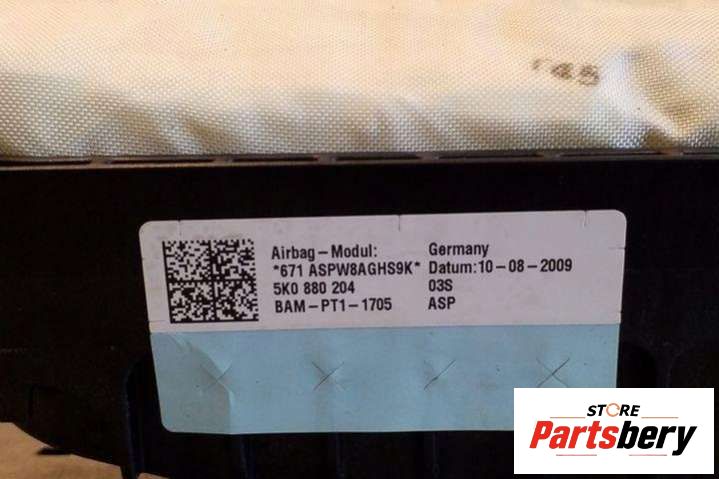 Airbag-Modul: Germany
*671 ASPW8AGHS9K* Datum:10-08-2009
5K0 880 204 03S
BAM-PT1-1705 ASP
STORE
Partsbery